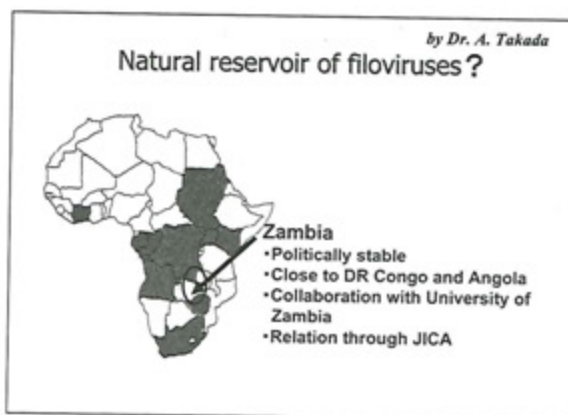 by Dr. A. Takada
Natural reservoir of filoviruses?
Zambia
•Politically stable
•Close to DR Congo and Angola
•Collaboration with University of
Zambia
•Relation through JICA